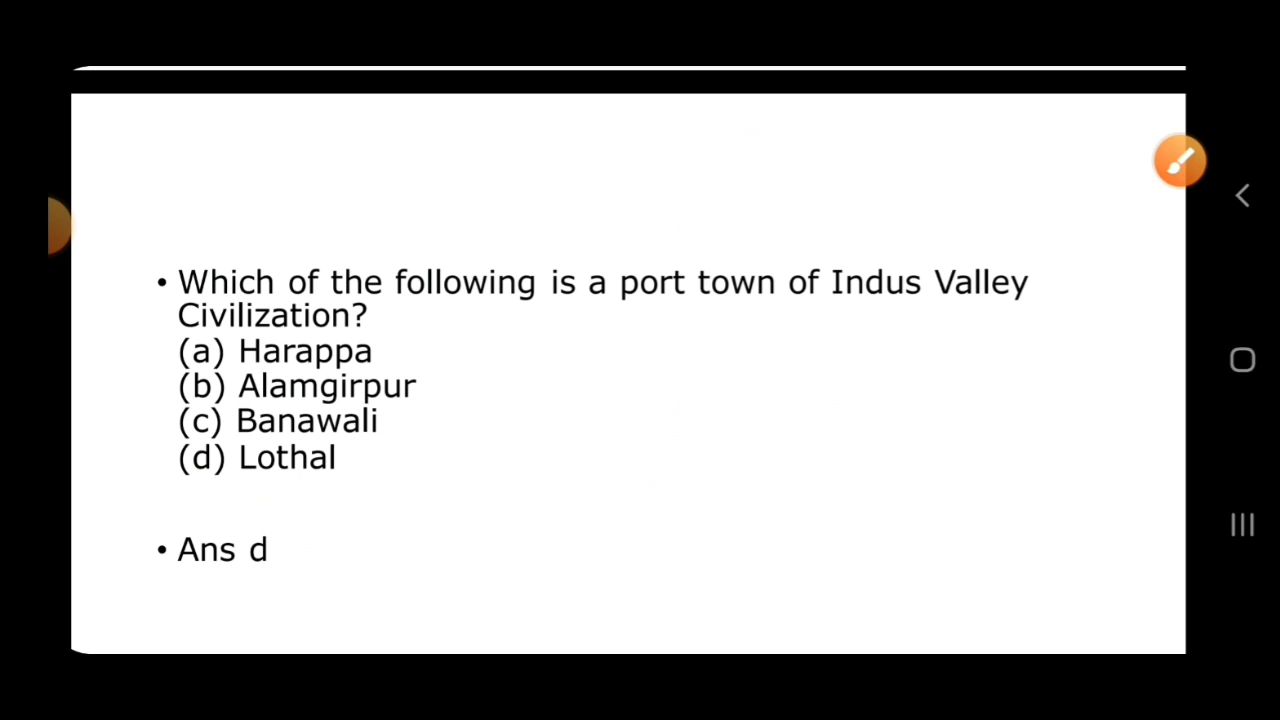 • Which of the following is a port town of Indus Valley
Civilization?
(a) Harappa
(b) Alamgirpur
(c) Banawali
(d) Lothal
• Ans d